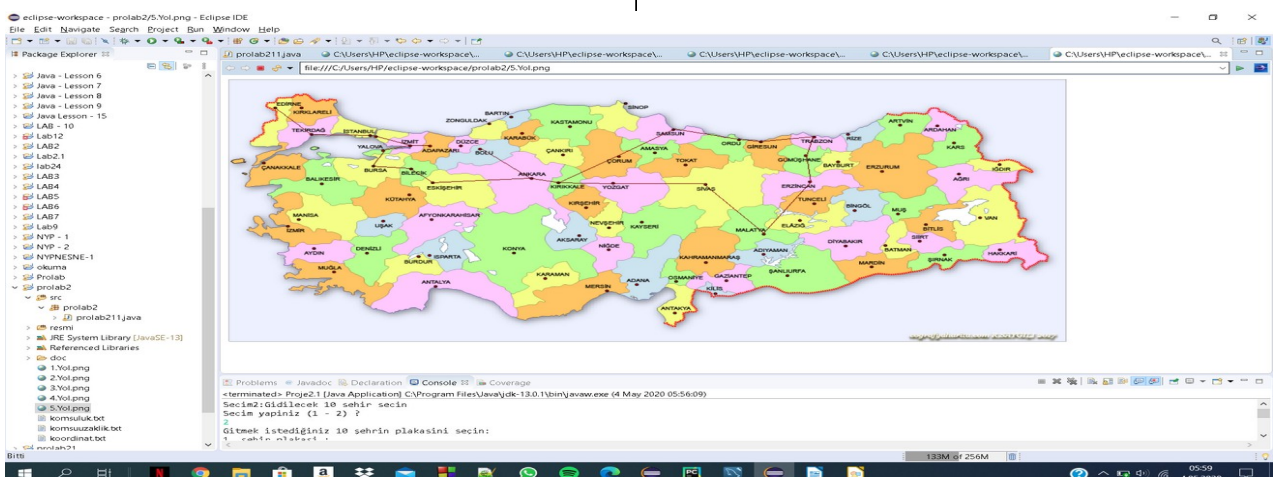 eclipse-workspace - prolab2/5.Yol.png - Eclipse IDE
File Edit Navigate Search Project Run Window Help
Package Explorer
prolab211.java
C:\Users\HP\eclipse-workspace\...
C:\Users\HP\eclipse-workspace\...
C:\Users\HP\eclipse-workspace\...
C:\Users\HP\eclipse-workspace\...
C:\Users\HP\eclipse-workspace\...
file:///C:/Users/HP/eclipse-workspace/prolab2/5.Yol.png
Java - Lesson 6
Java - Lesson 7
Java - Lesson 8
Java - Lesson 9
Java Lesson - 15
LAB - 10
Lab12
LAB2
Lab2.1
lab24
LAB3
LAB4
LAB5
LAB6
LAB7
Lab9
NYP - 1
NYP - 2
NYPNESNE-1
okuma
Prolab
prolab2
src
prolab2
prolab211.java
resmi
JRE System Library [JavaSE-13]
Referenced Libraries
doc
1.Yol.png
2.Yol.png
3.Yol.png
4.Yol.png
5.Yol.png
komsuluk.txt
komsuuzaklik.txt
koordinat.txt
prolab21
EDİRNE
KIRKLARELİ
TEKİRDAĞ
İSTANBUL
YALOVA
İZMİT
ADAPAZARI
DÜZCE
BOLU
ZONGULDAK
BARTIN
KARABÜK
KASTAMONU
SİNOP
ÇANKIRI
ÇORUM
SAMSUN
AMASYA
TOKAT
ORDU
GİRESUN
TRABZON
RİZE
ARTVİN
ARDAHAN
KARS
GÜMÜŞHANE
BAYBURT
ERZURUM
IĞDIR
AĞRI
ÇANAKKALE
BALIKESİR
BURSA
BİLECİK
ESKİŞEHİR
ANKARA
KIRIKKALE
YOZGAT
SİVAS
ERZİNCAN
TUNCELİ
BİNGÖL
MUŞ
VAN
BİTLİS
KÜTAHYA
MANİSA
İZMİR
UŞAK
AFYONKARAHİSAR
KIRŞEHİR
NEVŞEHİR
KAYSERİ
MALATYA
ELAZIĞ
AYDIN
DENİZLİ
BURDUR
ISPARTA
KONYA
AKSARAY
NİĞDE
KAHRAMANMARAŞ
ADIYAMAN
DİYABAKIR
BATMAN
SİİRT
ŞIRNAK
HAKKARİ
MARDİN
MUĞLA
ANTALYA
KARAMAN
MERSİN
ADANA
OSMANİYE
GAZİANTEP
ŞANLIURFA
KİLİS
ANTAKYA
Problems Javadoc Declaration Console Coverage
<terminated> Proje2.1 [Java Application] C:\Program Files\Java\jdk-13.0.1\bin\javaw.exe (4 May 2020 05:56:09)
Secim2:Gidilecek 10 sehir secin
Secim yapiniz (1 - 2) ?
2
Gitmek istediğiniz 10 şehrin plakasini seçin:
1. sehir plakasi :
Bitti
133M of 256M
05:59